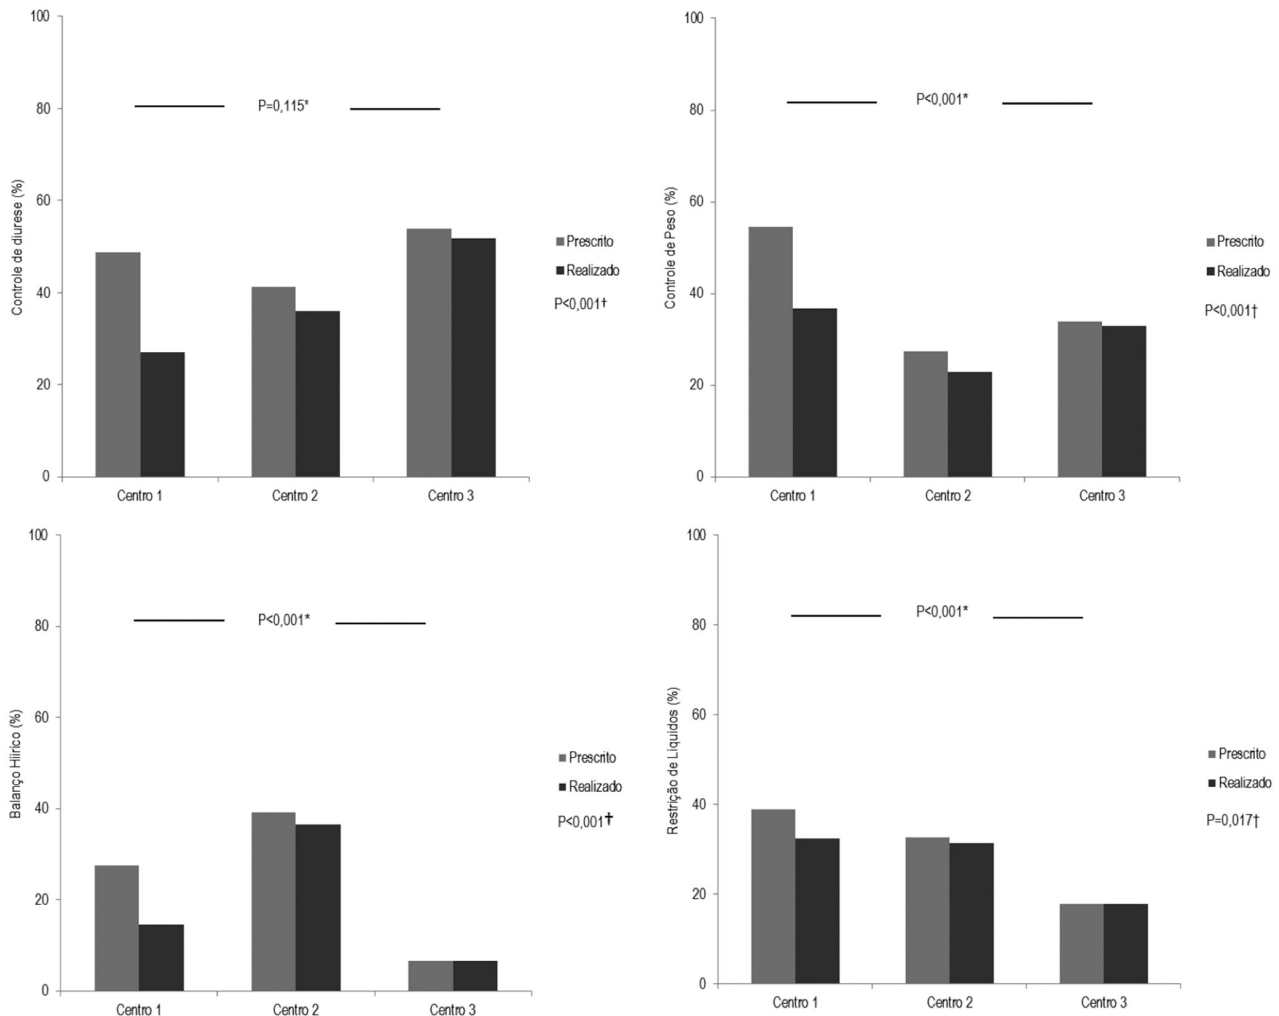 Controle de diurese (%)
100
80
60
40
20
0
P=0,115*
Prescrito
Realizado
P<0,001†
Centro 1
Centro 2
Centro 3
Controle de Peso (%)
100
80
60
40
20
0
P<0,001*
Prescrito
Realizado
P<0,001†
Centro 1
Centro 2
Centro 3
Balanço Hiírico (%)
100
80
60
40
20
0
P<0,001*
Prescrito
Realizado
P<0,001†
Centro 1
Centro 2
Centro 3
Restrição de Liquidos (%)
100
80
60
40
20
0
P<0,001*
Prescrito
Realizado
P=0,017†
Centro 1
Centro 2
Centro 3